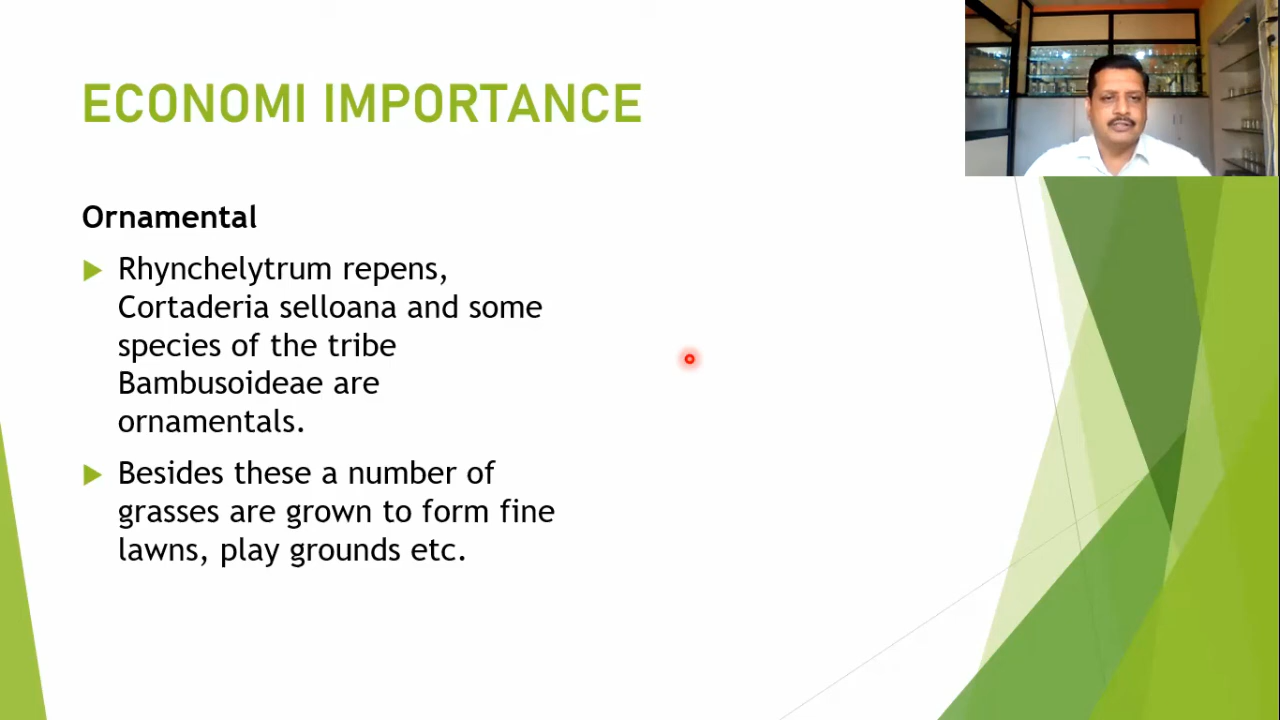 ECONOMI IMPORTANCE
Ornamental
Rhynchelytrum repens,
Cortaderia selloana and some
species of the tribe
Bambusoideae are
ornamentals.
Besides these a number of
grasses are grown to form fine
lawns, play grounds etc.